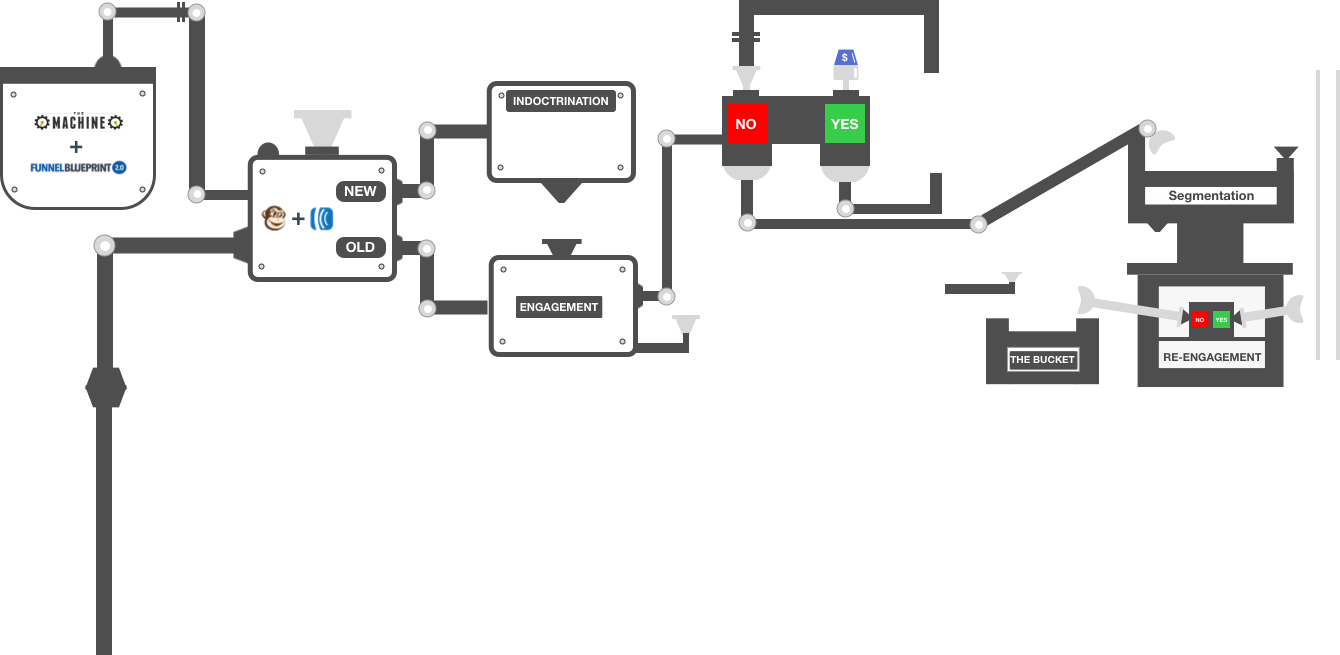 THE
MACHINE
+
FUNNELBLUEPRINT 2.0
NEW
+
OLD
INDOCTRINATION
ENGAGEMENT
$
NO
YES
Segmentation
NO
YES
RE-ENGAGEMENT
THE BUCKET